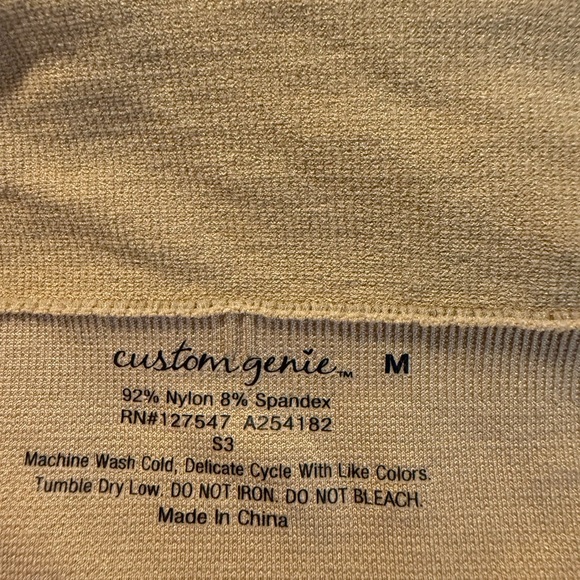 custom genie™ M
92% Nylon 8% Spandex
RN#127547 A254182
S3
Machine Wash Cold, Delicate Cycle With Like Colors.
Tumble Dry Low. DO NOT IRON. DO NOT BLEACH.
Made In China